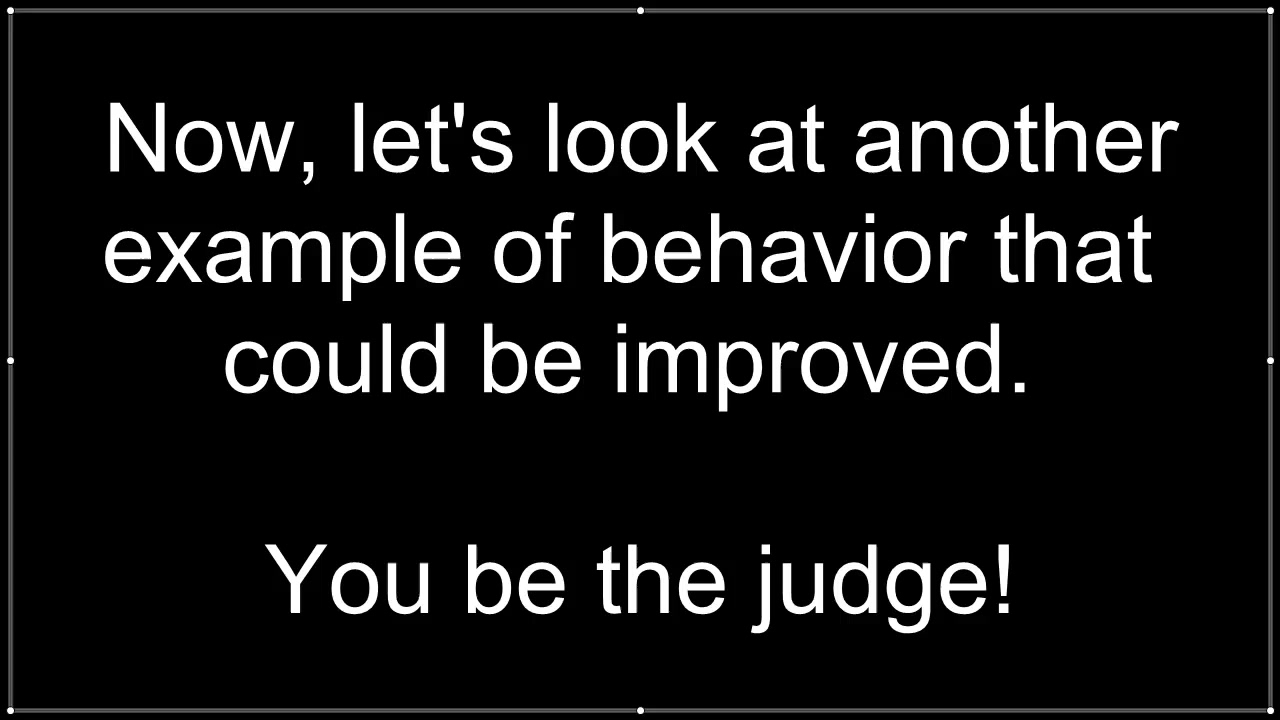 Now, let's look at another
example of behavior that
could be improved.
You be the judge!